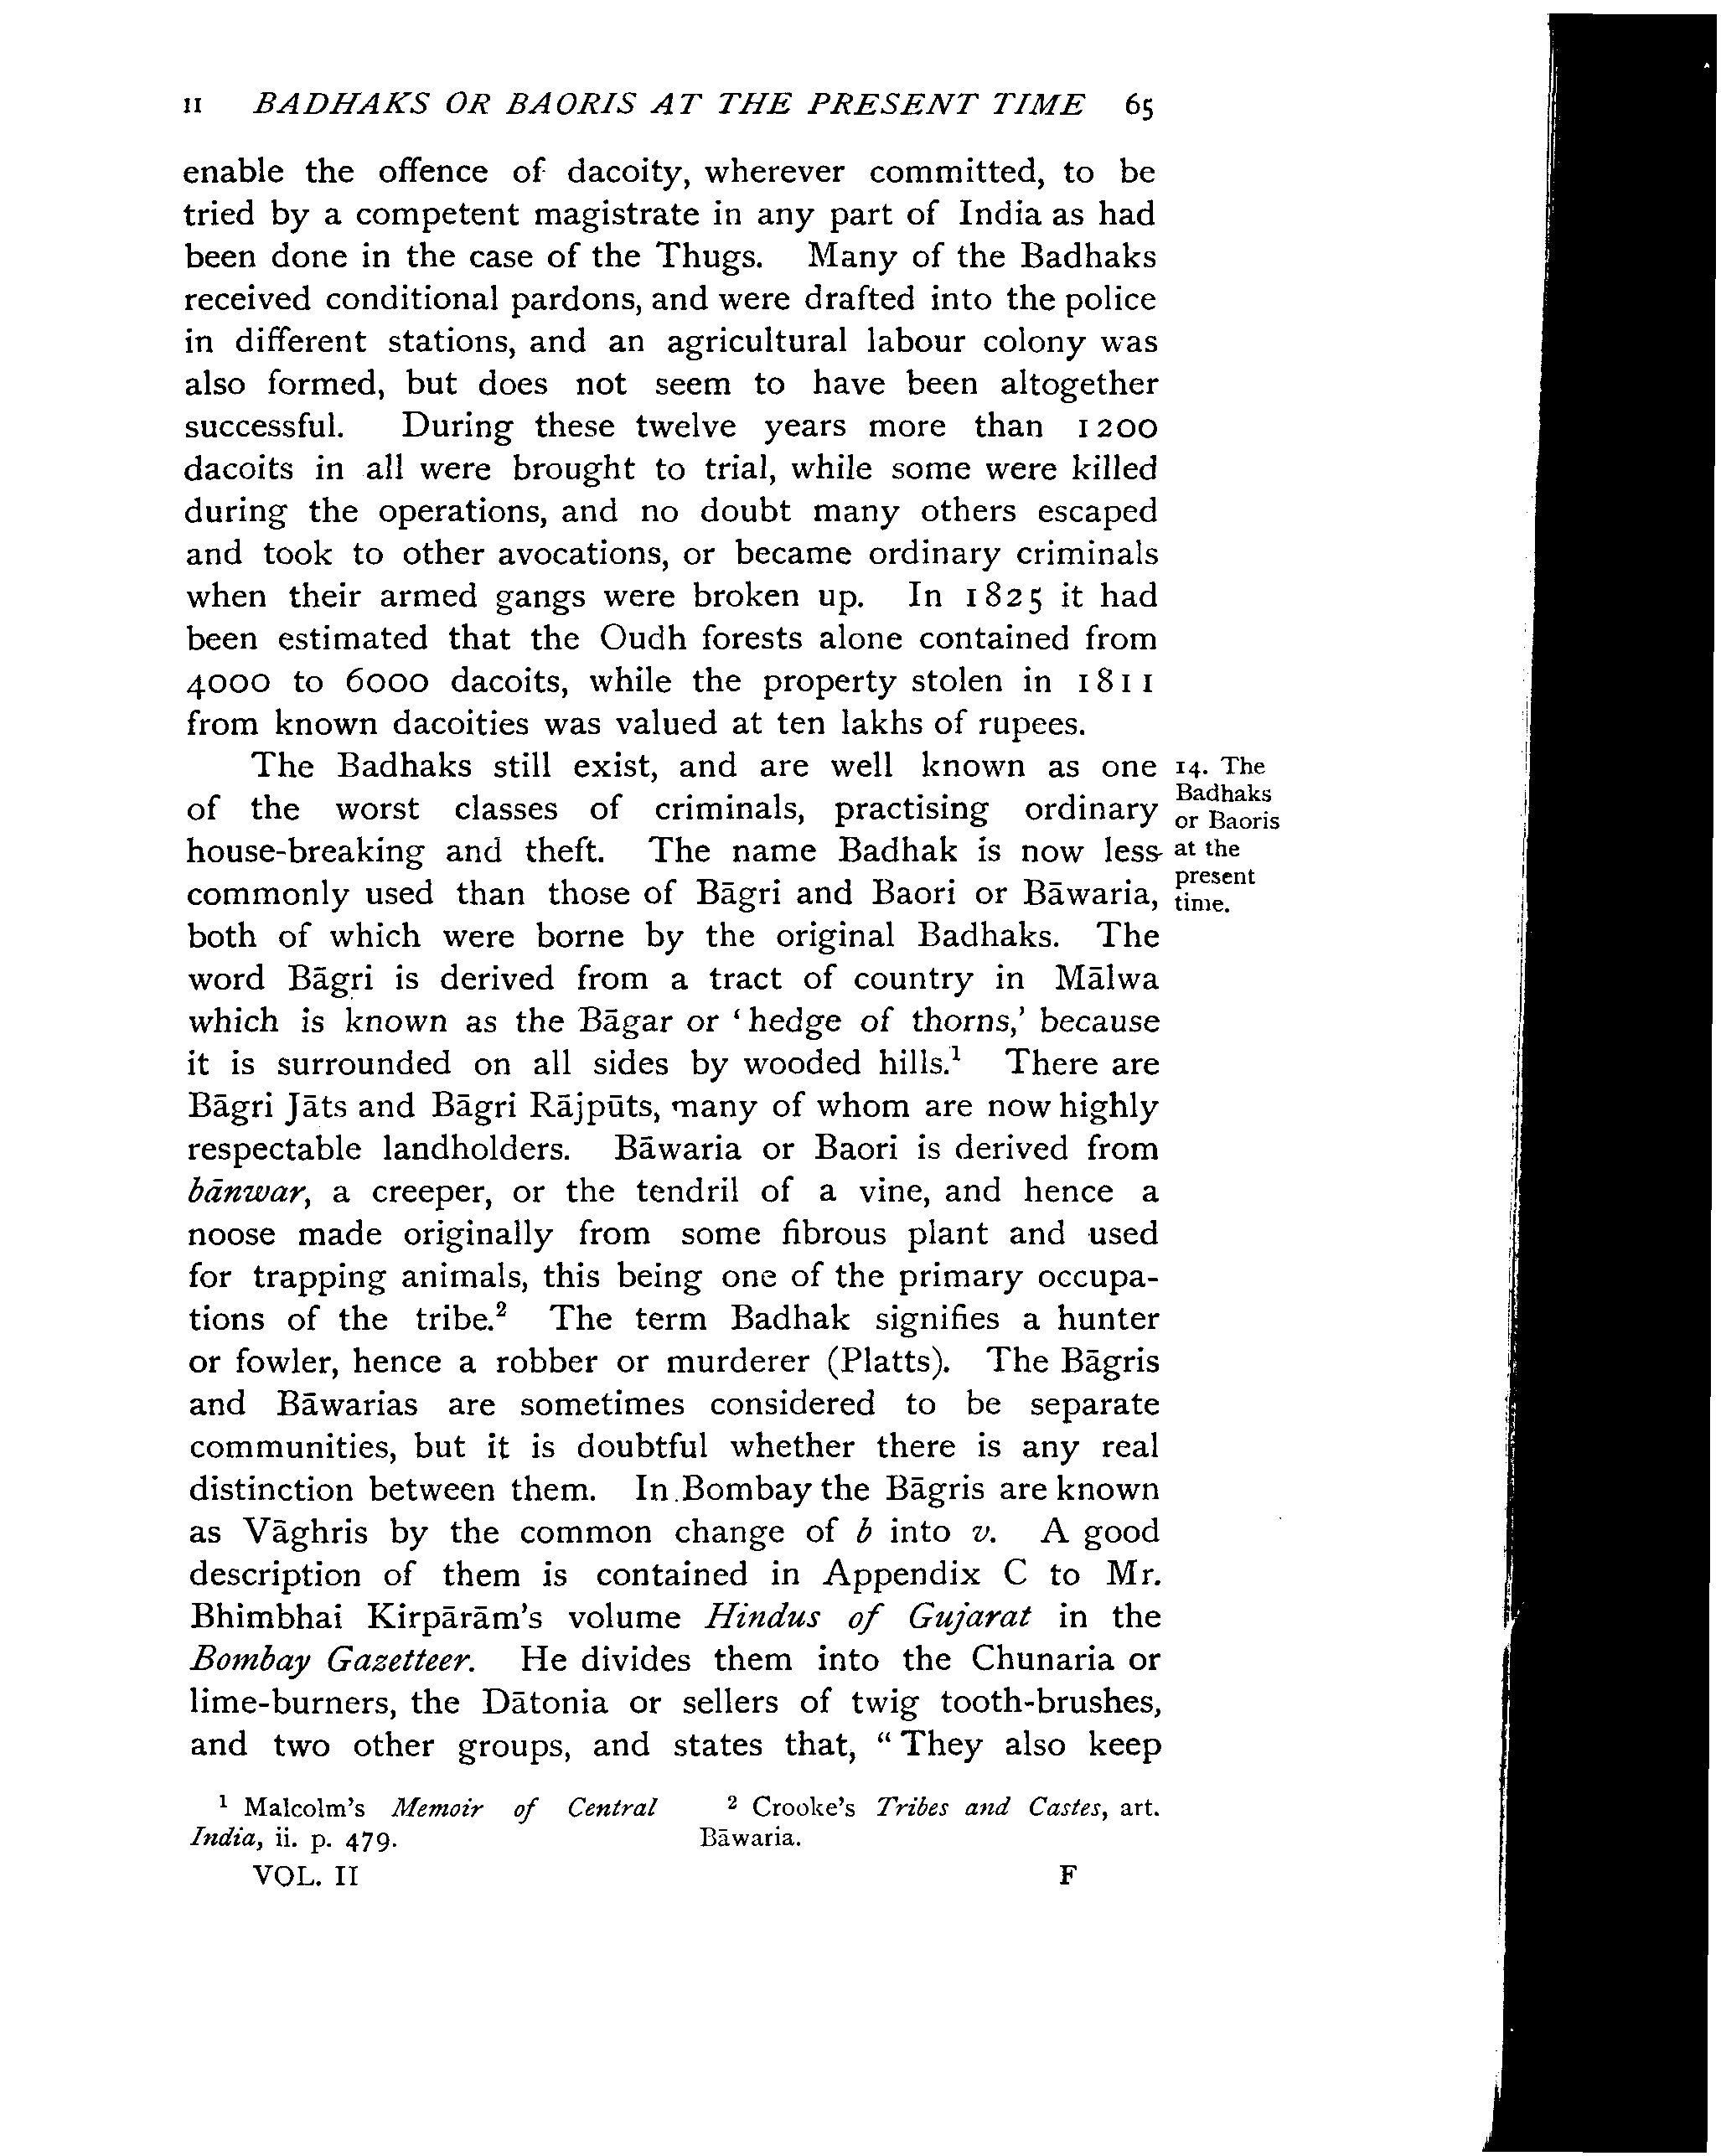 II BADHAKS OR BAORIS AT THE PRESENT TIME 65
enable the offence of dacoity, wherever committed, to be
tried by a competent magistrate in any part of India as had
been done in the case of the Thugs. Many of the Badhaks
received conditional pardons, and were drafted into the police
in different stations, and an agricultural labour colony was
also formed, but does not seem to have been altogether
successful. During these twelve years more than 1200
dacoits in all were brought to trial, while some were killed
during the operations, and no doubt many others escaped
and took to other avocations, or became ordinary criminals
when their armed gangs were broken up. In 1825 it had
been estimated that the Oudh forests alone contained from
4000 to 6000 dacoits, while the property stolen in 1811
from known dacoities was valued at ten lakhs of rupees.
The Badhaks still exist, and are well known as one
of the worst classes of criminals, practising ordinary
house-breaking and theft. The name Badhak is now less
commonly used than those of Bāgri and Baori or Bāwaria,
both of which were borne by the original Badhaks. The
word Bāgri is derived from a tract of country in Mālwa
which is known as the Bāgar or ‘hedge of thorns,’ because
it is surrounded on all sides by wooded hills.¹ There are
Bāgri Jāts and Bāgri Rājpūts, many of whom are now highly
respectable landholders. Bāwaria or Baori is derived from
bānwar, a creeper, or the tendril of a vine, and hence a
noose made originally from some fibrous plant and used
for trapping animals, this being one of the primary occupa-
tions of the tribe.² The term Badhak signifies a hunter
or fowler, hence a robber or murderer (Platts). The Bāgris
and Bāwarias are sometimes considered to be separate
communities, but it is doubtful whether there is any real
distinction between them. In Bombay the Bāgris are known
as Vāghris by the common change of b into v. A good
description of them is contained in Appendix C to Mr.
Bhimbhai Kirpārām’s volume Hindus of Gujarat in the
Bombay Gazetteer. He divides them into the Chunaria or
lime-burners, the Dātonia or sellers of twig tooth-brushes,
and two other groups, and states that, “They also keep
14. The
Badhaks
or Baoris
at the
present
time.
¹ Malcolm’s Memoir of Central
India, ii. p. 479.
² Crooke’s Tribes and Castes, art.
Bāwaria.
VOL. II F